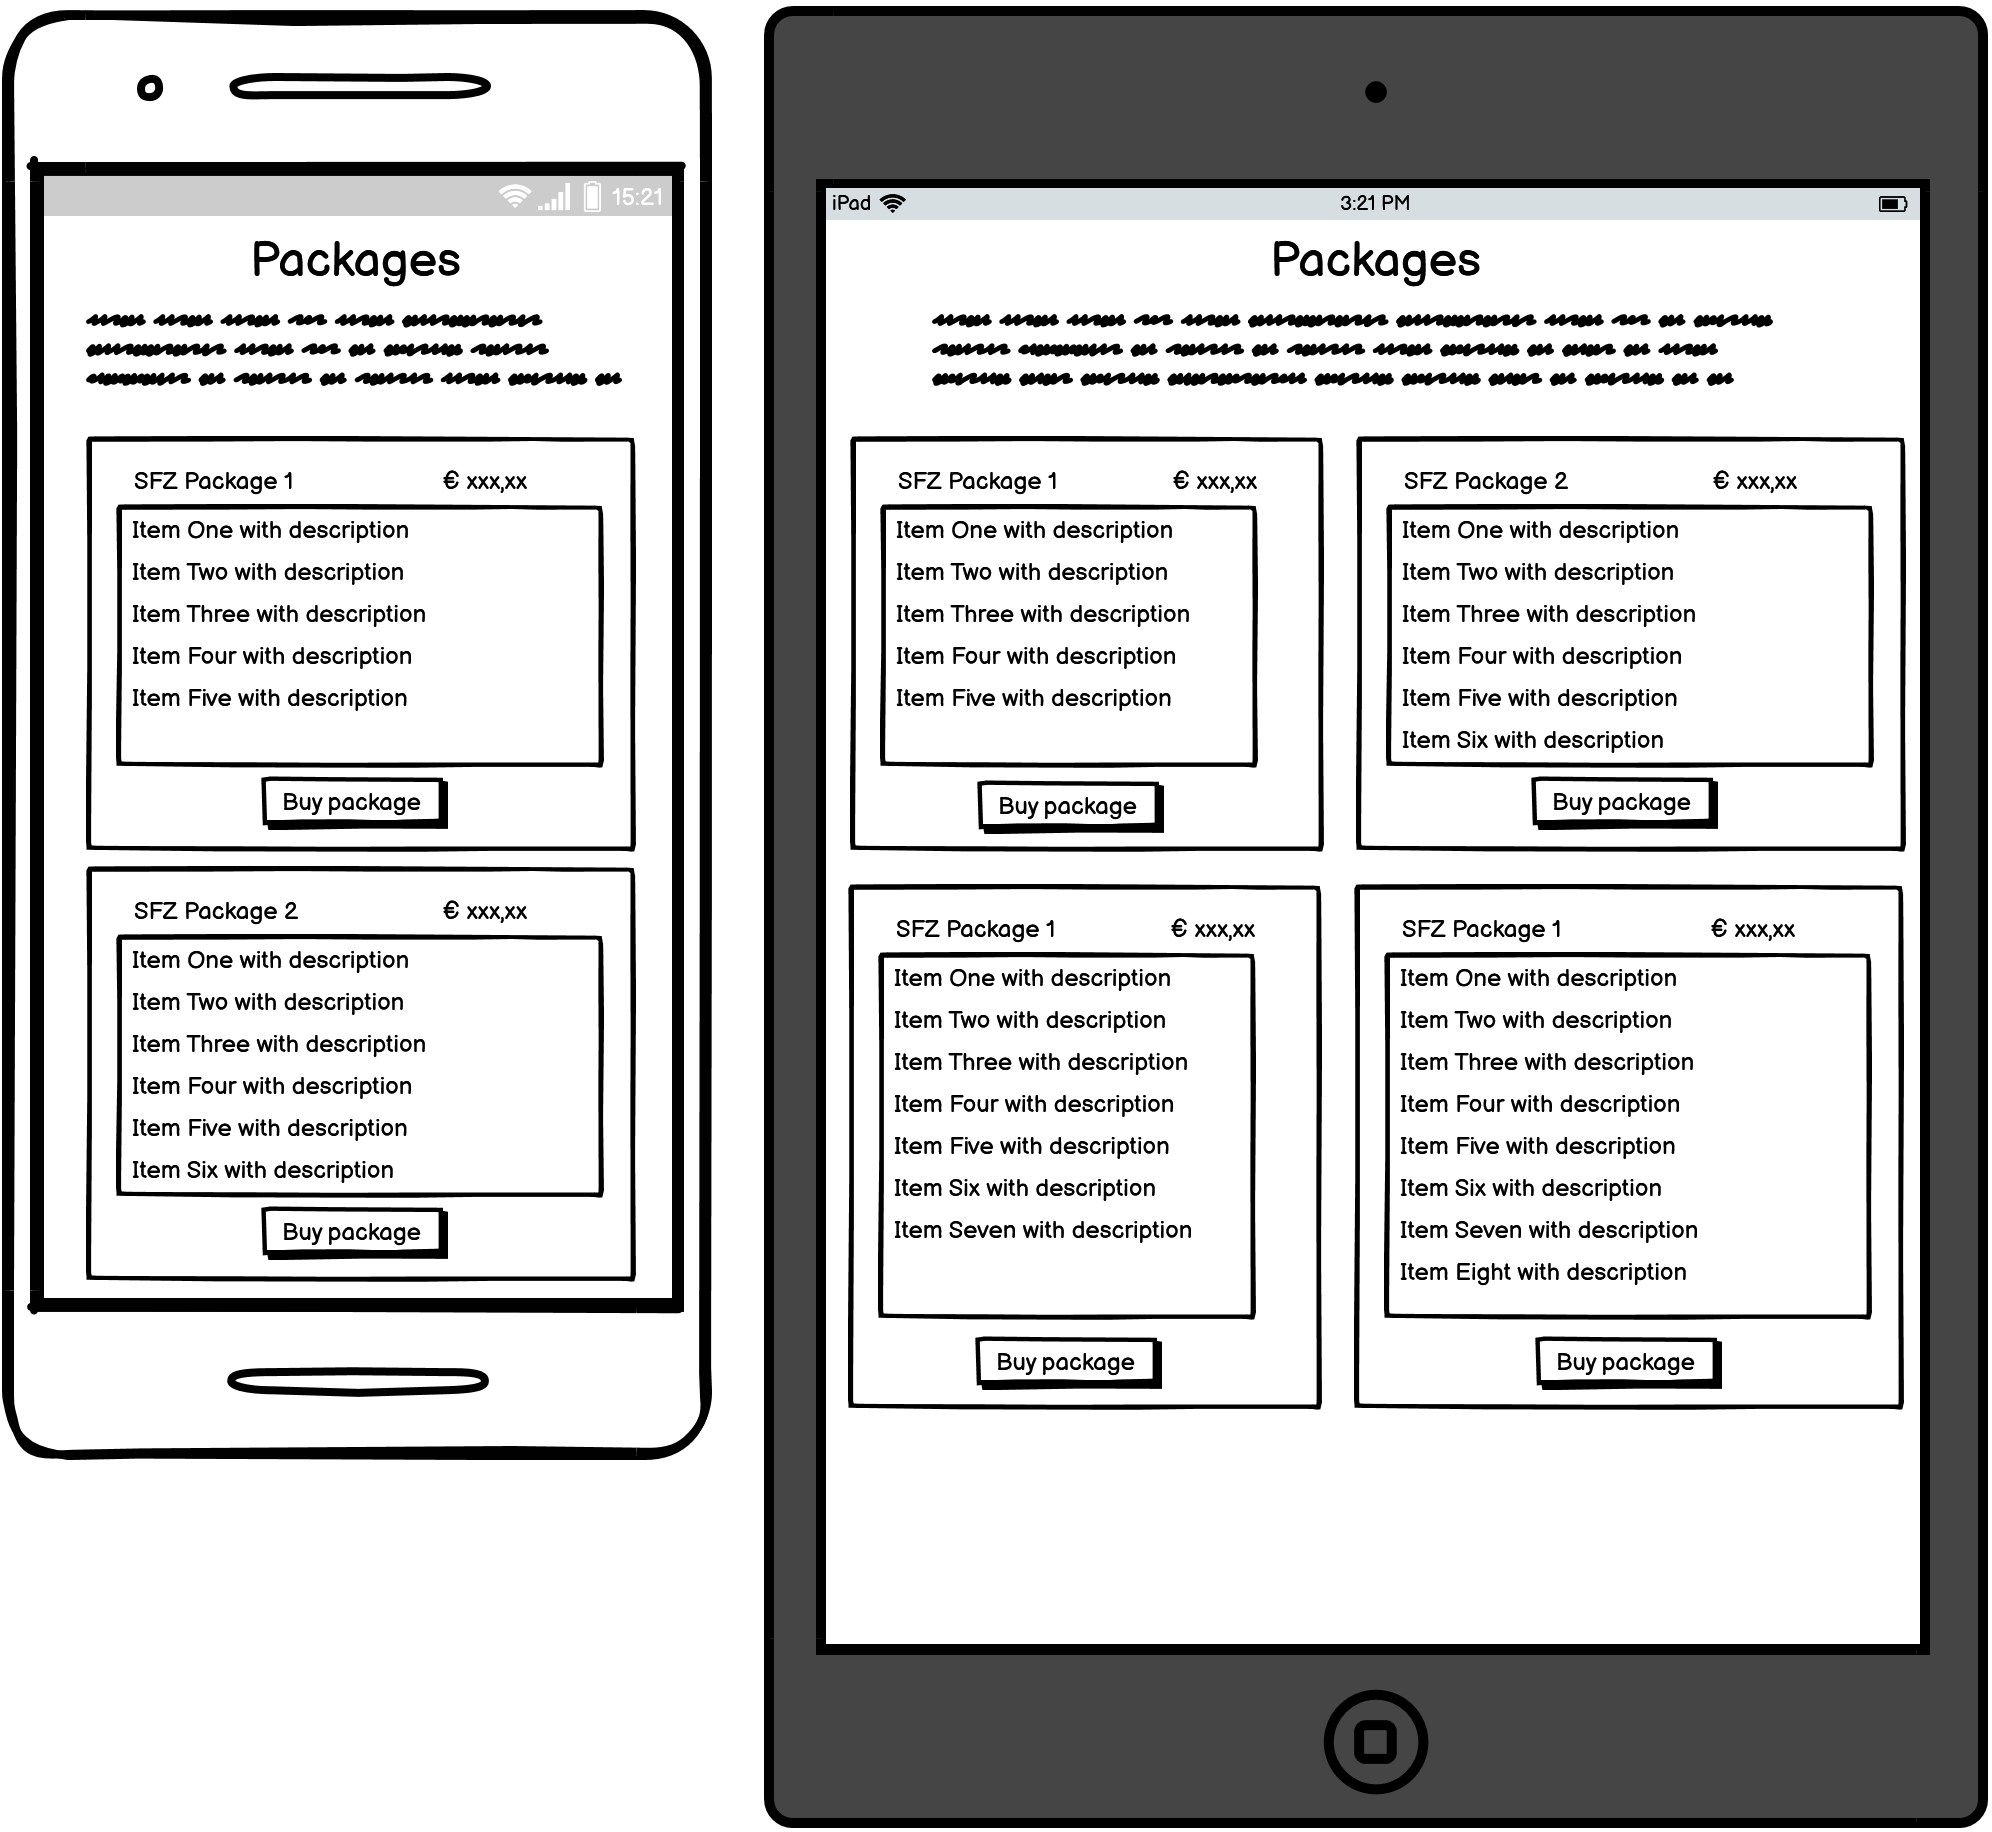 15:21
Packages
SFZ Package 1 € xxx,xx
Item One with description
Item Two with description
Item Three with description
Item Four with description
Item Five with description
Buy package
SFZ Package 2 € xxx,xx
Item One with description
Item Two with description
Item Three with description
Item Four with description
Item Five with description
Item Six with description
Buy package
iPad 3:21 PM
Packages
SFZ Package 1 € xxx,xx
Item One with description
Item Two with description
Item Three with description
Item Four with description
Item Five with description
Buy package
SFZ Package 2 € xxx,xx
Item One with description
Item Two with description
Item Three with description
Item Four with description
Item Five with description
Item Six with description
Buy package
SFZ Package 1 € xxx,xx
Item One with description
Item Two with description
Item Three with description
Item Four with description
Item Five with description
Item Six with description
Item Seven with description
Buy package
SFZ Package 1 € xxx,xx
Item One with description
Item Two with description
Item Three with description
Item Four with description
Item Five with description
Item Six with description
Item Seven with description
Item Eight with description
Buy package